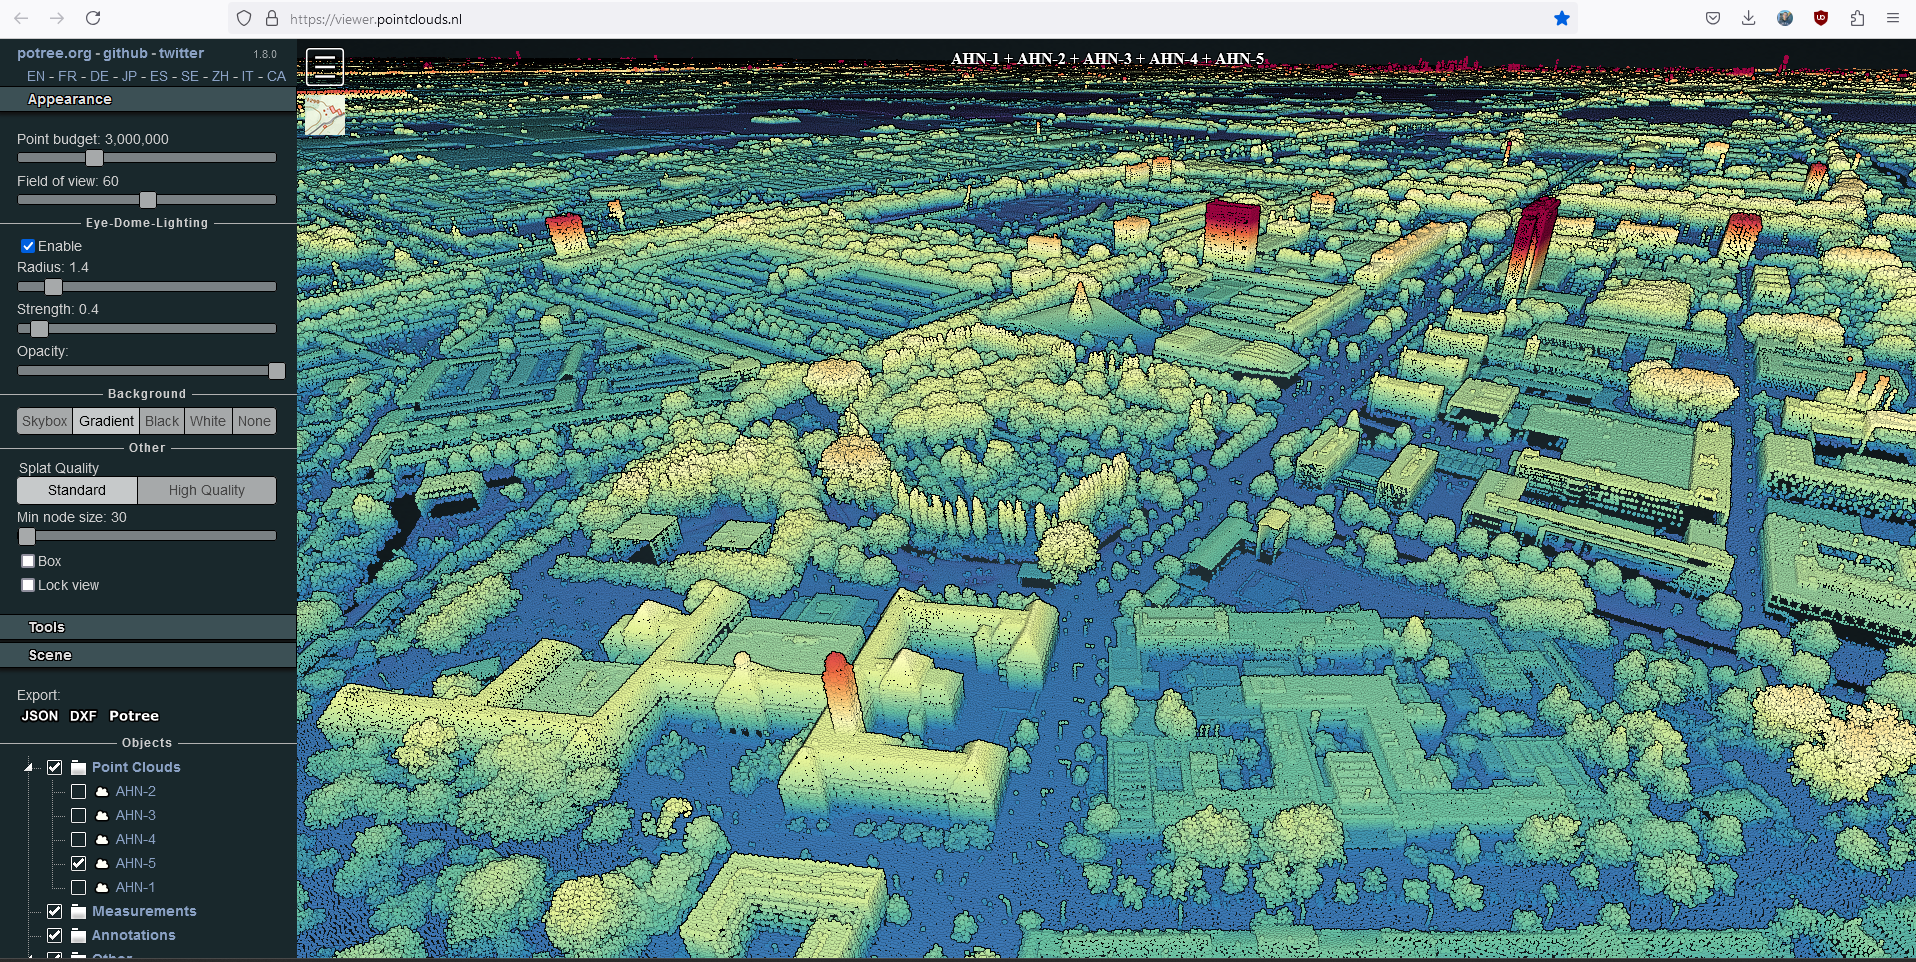 https://viewer.pointclouds.nl
potree.org - github - twitter 1.8.0
EN - FR - DE - JP - ES - SE - ZH - IT - CA
Appearance
Point budget: 3,000,000
Field of view: 60
Eye-Dome-Lighting
Enable
Radius: 1.4
Strength: 0.4
Opacity:
Background
Skybox Gradient Black White None
Other
Splat Quality
Standard High Quality
Min node size: 30
Box
Lock view
Tools
Scene
Export:
JSON DXF Potree
Objects
Point Clouds
AHN-2
AHN-3
AHN-4
AHN-5
AHN-1
Measurements
Annotations
Other
AHN-1 + AHN-2 + AHN-3 + AHN-4 + AHN-5